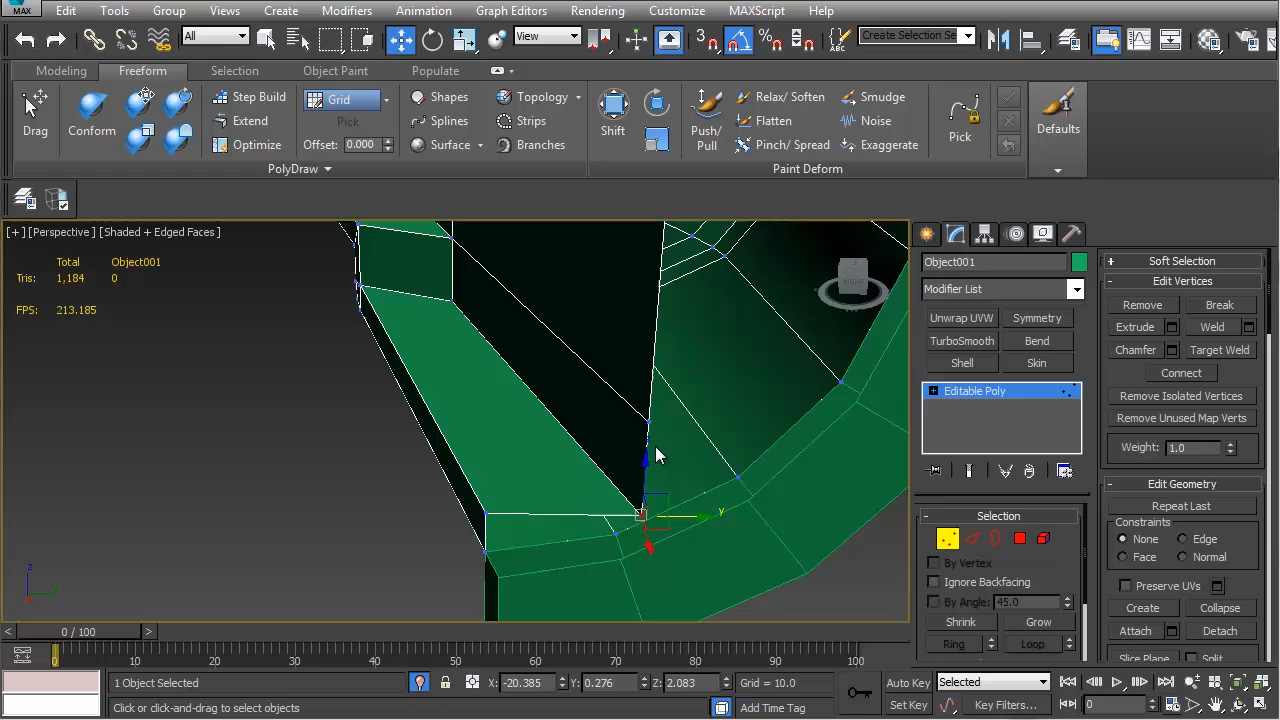 MAX Edit Tools Group Views Create Modifiers Animation Graph Editors Rendering Customize MAXScript Help
All View 3 % ABC Create Selection Se
Modeling Freeform Selection Object Paint Populate
Drag Conform Step Build Extend Optimize Grid Pick Offset: 0.000 Shapes Splines Surface Topology Strips Branches Shift Push/ Pull Relax/ Soften Flatten Pinch/ Spread Smudge Noise Exaggerate Pick Defaults
PolyDraw Paint Deform
[+] [Perspective] [Shaded + Edged Faces]
Total Object001
Tris: 1,184 0
FPS: 213.185
RIGHT
y
z
Object001
Modifier List
Unwrap UVW Symmetry
TurboSmooth Bend
Shell Skin
Editable Poly
Selection
By Vertex
Ignore Backfacing
By Angle: 45.0
Shrink Grow
Ring Loop
+ Soft Selection
- Edit Vertices
Remove Break
Extrude Weld
Chamfer Target Weld
Connect
Remove Isolated Vertices
Remove Unused Map Verts
Weight: 1.0
- Edit Geometry
Repeat Last
Constraints
None Edge
Face Normal
Preserve UVs
Create Collapse
Attach Detach
Slice Plane Split
< 0 / 100 >
0 10 20 30 40 50 60 70 80 90 100
1 Object Selected X: -20.385 Y: 0.276 Z: 2.083 Grid = 10.0 Auto Key Selected
Click or click-and-drag to select objects Add Time Tag Set Key Key Filters... 0